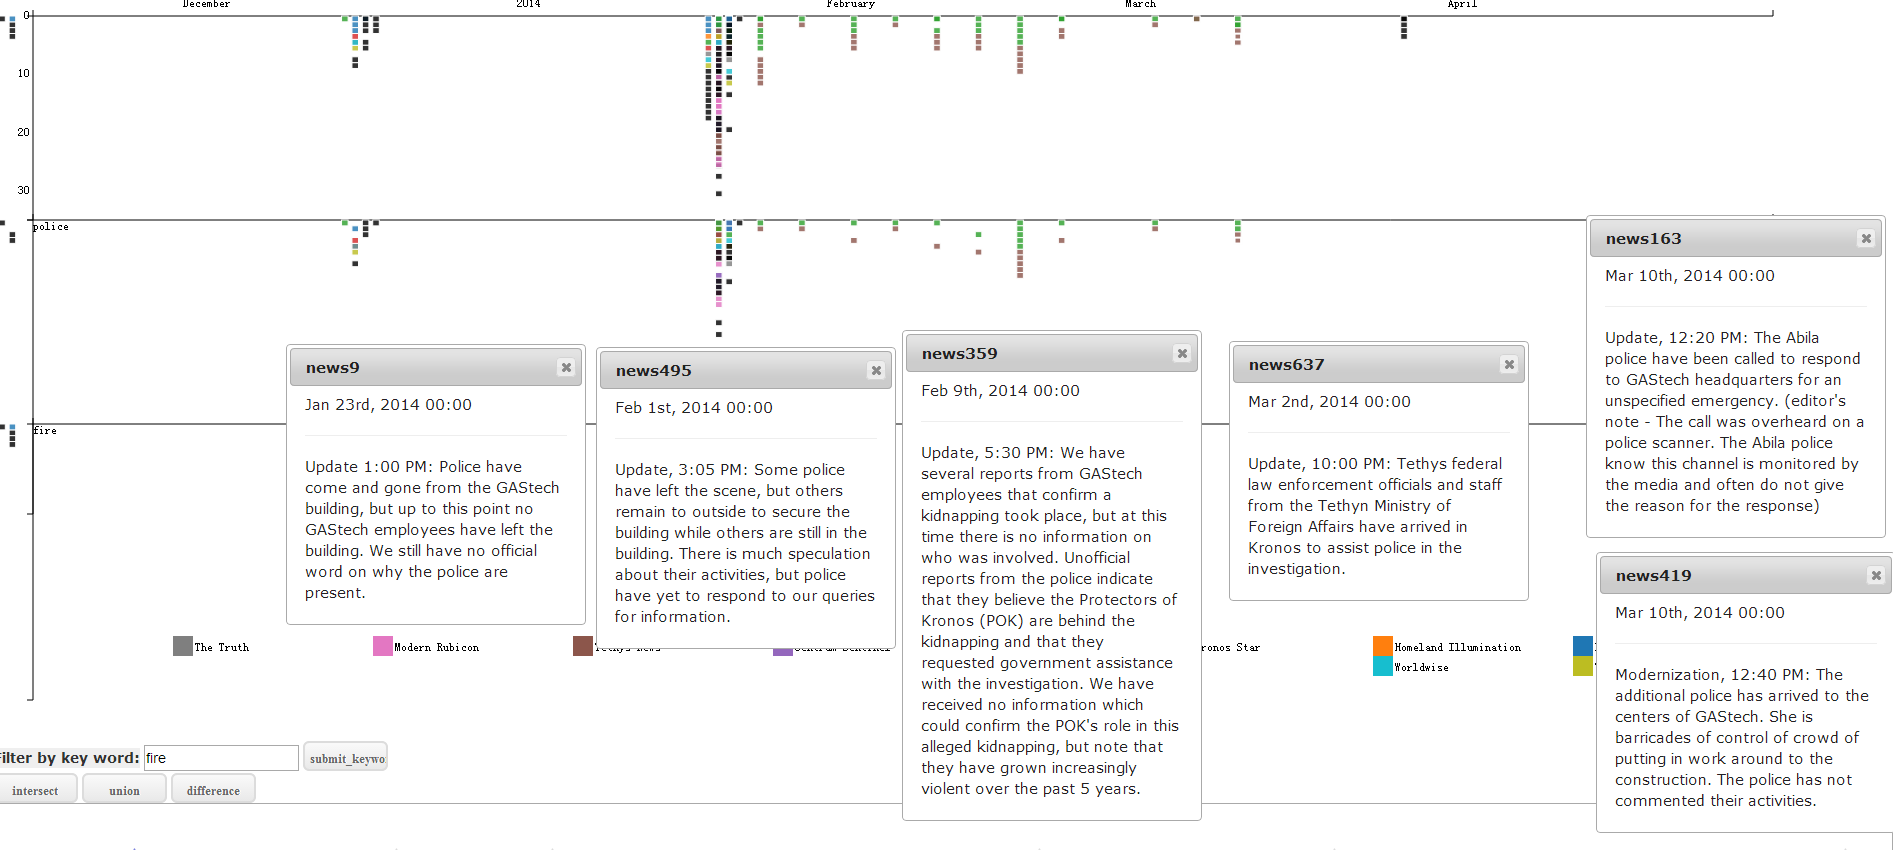 December
2014
February
March
April
0
10
20
30
police
fire
news9
Jan 23rd, 2014 00:00
Update 1:00 PM: Police have
come and gone from the GAStech
building, but up to this point no
GAStech employees have left the
building. We still have no official
word on why the police are
present.
news495
Feb 1st, 2014 00:00
Update, 3:05 PM: Some police
have left the scene, but others
remain to outside to secure the
building while others are still in the
building. There is much speculation
about their activities, but police
have yet to respond to our queries
for information.
news359
Feb 9th, 2014 00:00
Update, 5:30 PM: We have
several reports from GAStech
employees that confirm a
kidnapping took place, but at this
time there is no information on
who was involved. Unofficial
reports from the police indicate
that they believe the Protectors of
Kronos (POK) are behind the
kidnapping and that they
requested government assistance
with the investigation. We have
received no information which
could confirm the POK's role in this
alleged kidnapping, but note that
they have grown increasingly
violent over the past 5 years.
news637
Mar 2nd, 2014 00:00
Update, 10:00 PM: Tethys federal
law enforcement officials and staff
from the Tethyn Ministry of
Foreign Affairs have arrived in
Kronos to assist police in the
investigation.
news163
Mar 10th, 2014 00:00
Update, 12:20 PM: The Abila
police have been called to respond
to GAStech headquarters for an
unspecified emergency. (editor's
note - The call was overheard on a
police scanner. The Abila police
know this channel is monitored by
the media and often do not give
the reason for the response)
news419
Mar 10th, 2014 00:00
Modernization, 12:40 PM: The
additional police has arrived to the
centers of GAStech. She is
barricades of control of crowd of
putting in work around to the
construction. The police has not
commented their activities.
The Truth
Modern Rubicon
Tethys News
Centrum Sentinel
ronos Star
Homeland Illumination
Worldwise
ilter by key word: fire
submit_keywo
intersect
union
difference